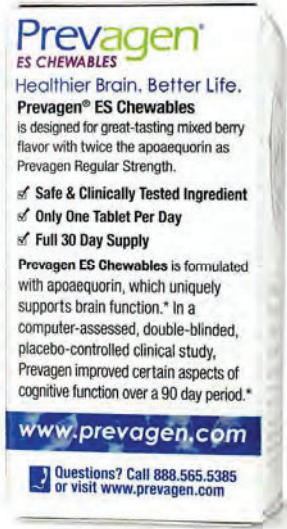 Prevagen®
ES CHEWABLES
Healthier Brain. Better Life.
Prevagen® ES Chewables
is designed for great-tasting mixed berry
flavor with twice the apoaequorin as
Prevagen Regular Strength.
☑ Safe & Clinically Tested Ingredient
☑ Only One Tablet Per Day
☑ Full 30 Day Supply
Prevagen ES Chewables is formulated
with apoaequorin, which uniquely
supports brain function.* In a
computer-assessed, double-blinded,
placebo-controlled clinical study,
Prevagen improved certain aspects of
cognitive function over a 90 day period.*
www.prevagen.com
Questions? Call 888.565.5385
or visit www.prevagen.com